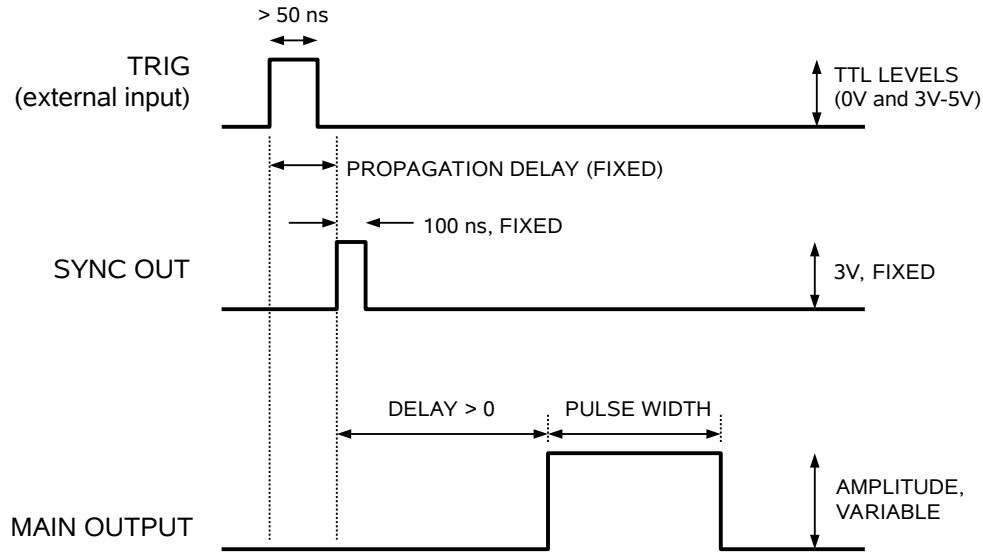 > 50 ns
TRIG
(external input)
TTL LEVELS
(0V and 3V-5V)
PROPAGATION DELAY (FIXED)
100 ns, FIXED
SYNC OUT
3V, FIXED
DELAY > 0
PULSE WIDTH
AMPLITUDE,
VARIABLE
MAIN OUTPUT